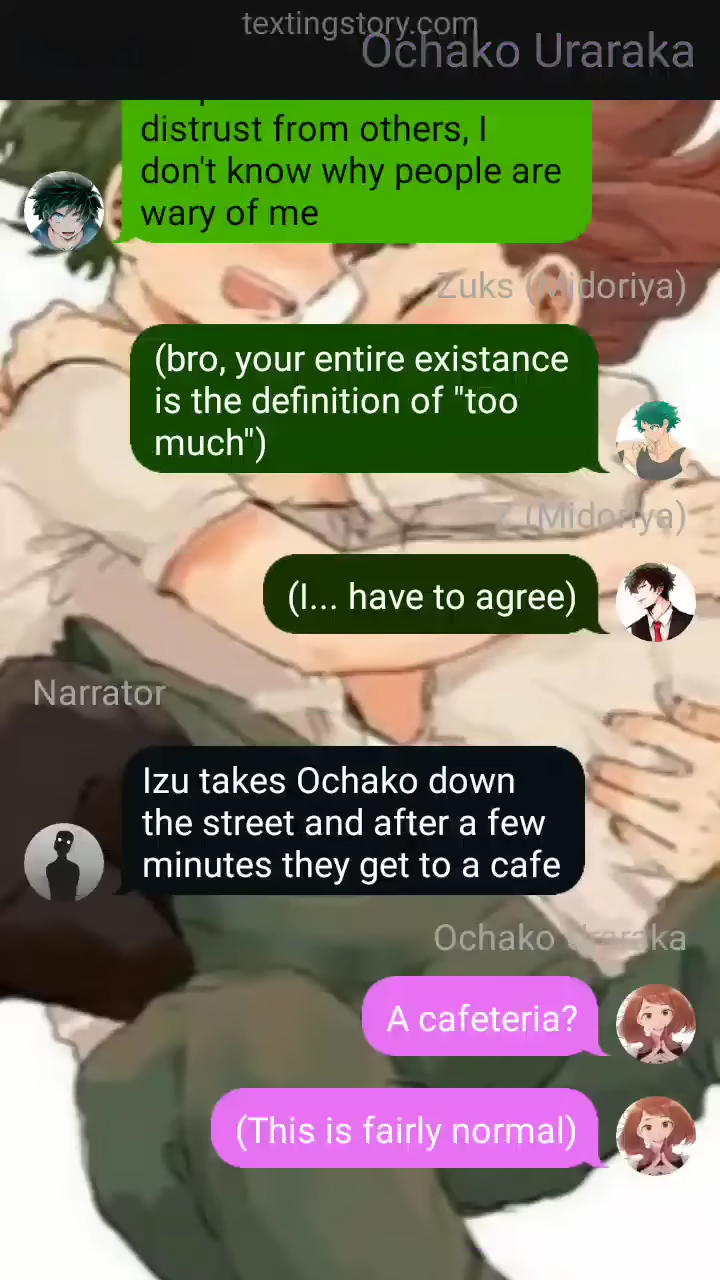 textingstory.com
Ochako Uraraka
distrust from others, I
don't know why people are
wary of me
Zuks (Midoriya)
(bro, your entire existance
is the definition of "too
much")
Z (Midoriya)
(I... have to agree)
Narrator
Izu takes Ochako down
the street and after a few
minutes they get to a cafe
Ochako Uraraka
A cafeteria?
(This is fairly normal)